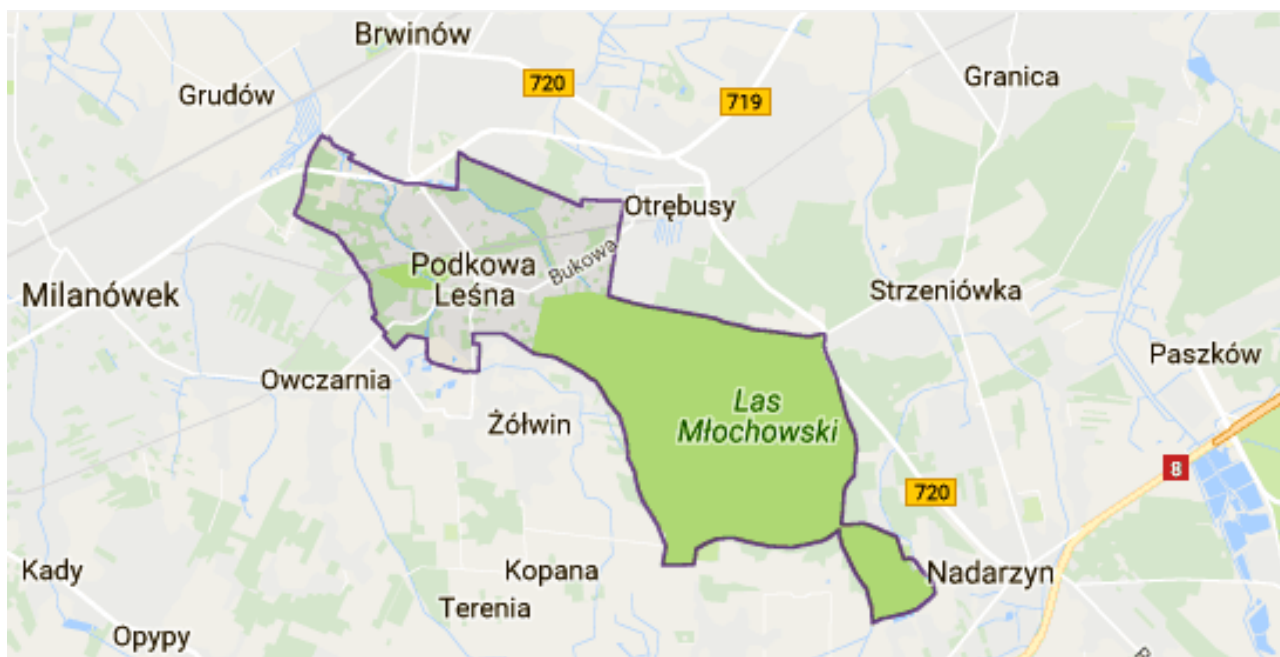 Brwinów
Granica
720
Grudów
719
Otrębusy
Bukowa
Podkowa
Leśna
Milanówek
Strzeniówka
Paszków
Owczarnia
Las
Młochowski
Żółwin
8
720
Kady
Kopana
Nadarzyn
Terenia
Opypy